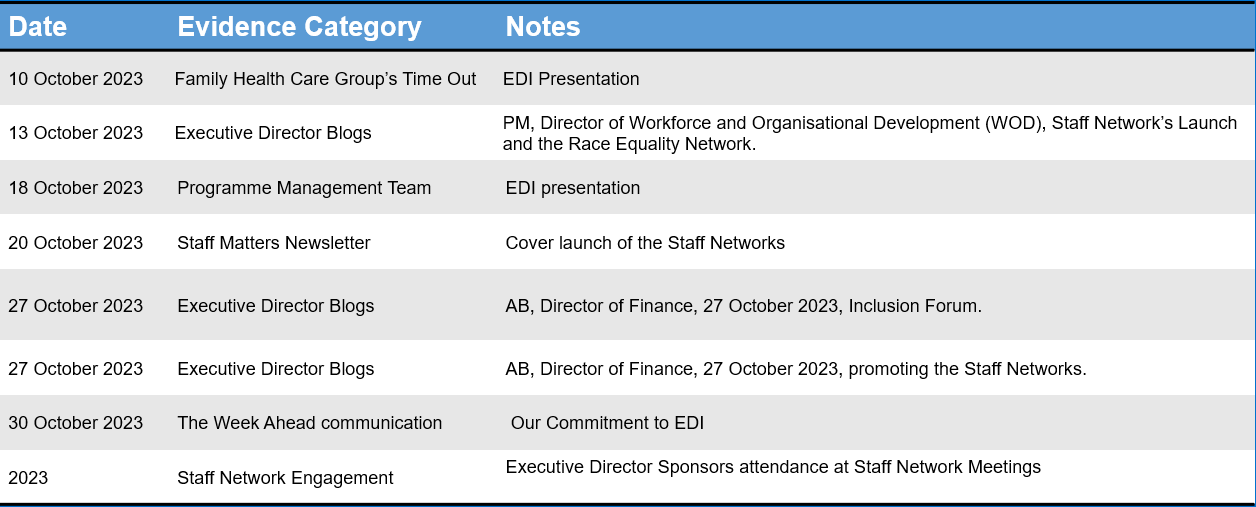 Date Evidence Category Notes
10 October 2023 Family Health Care Group’s Time Out EDI Presentation
13 October 2023 Executive Director Blogs PM, Director of Workforce and Organisational Development (WOD), Staff Network’s Launch
and the Race Equality Network.
18 October 2023 Programme Management Team EDI presentation
20 October 2023 Staff Matters Newsletter Cover launch of the Staff Networks
27 October 2023 Executive Director Blogs AB, Director of Finance, 27 October 2023, Inclusion Forum.
27 October 2023 Executive Director Blogs AB, Director of Finance, 27 October 2023, promoting the Staff Networks.
30 October 2023 The Week Ahead communication Our Commitment to EDI
2023 Staff Network Engagement Executive Director Sponsors attendance at Staff Network Meetings